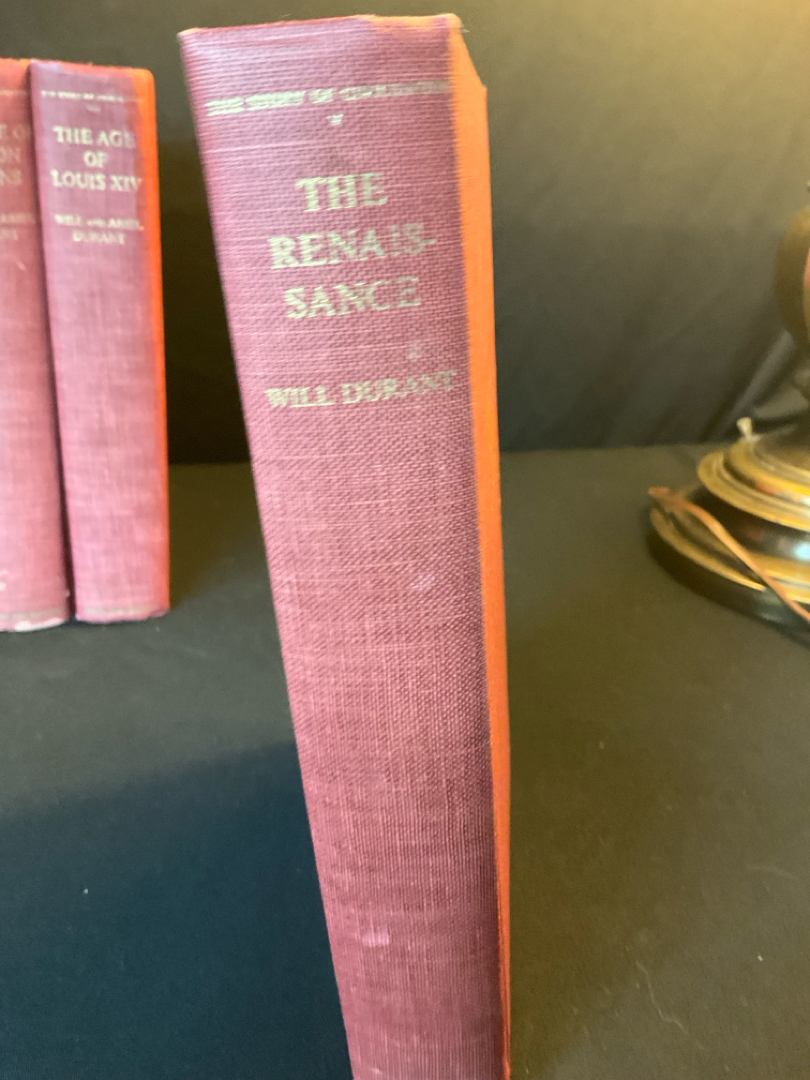 THE STORY OF CIVILIZATION
V
THE
RENAIS-
SANCE
WILL DURANT
THE AGE
OF
LOUIS XIV
WILL AND ARIEL
DURANT